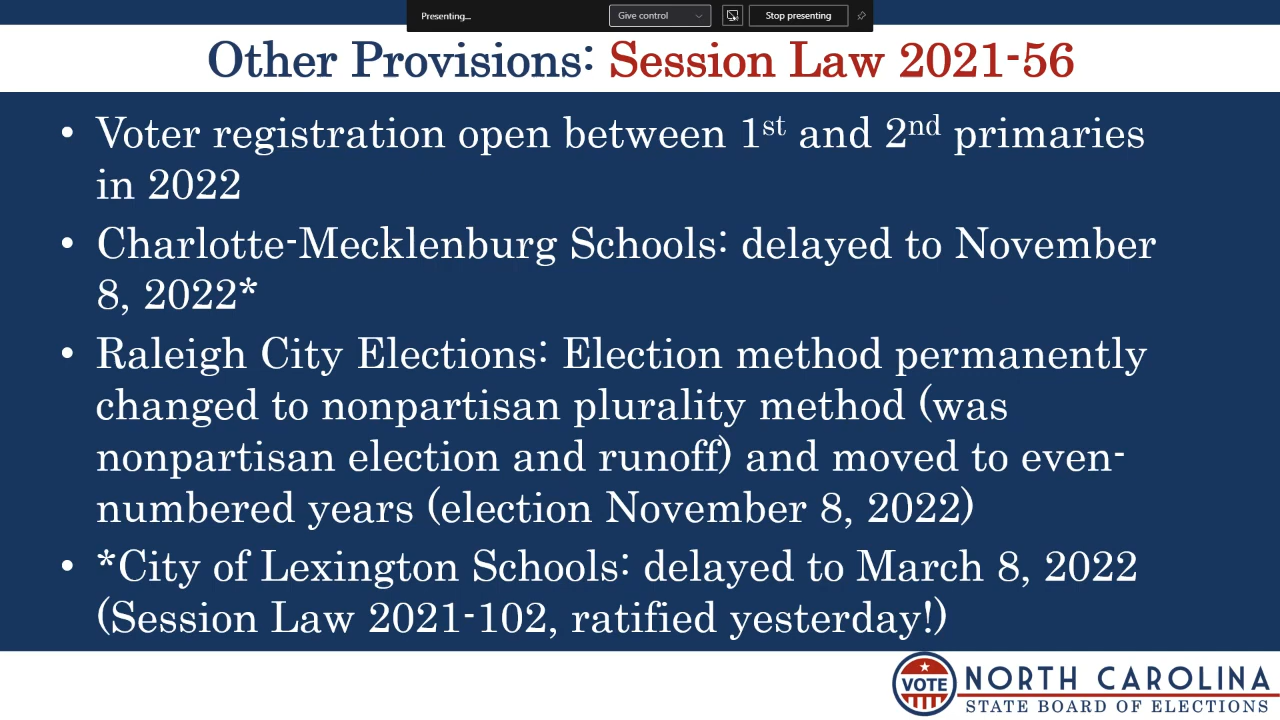 Presenting...
Give control
Stop presenting
Other Provisions: Session Law 2021-56
• Voter registration open between 1st and 2nd primaries
in 2022
• Charlotte-Mecklenburg Schools: delayed to November
8, 2022*
• Raleigh City Elections: Election method permanently
changed to nonpartisan plurality method (was
nonpartisan election and runoff) and moved to even-
numbered years (election November 8, 2022)
• *City of Lexington Schools: delayed to March 8, 2022
(Session Law 2021-102, ratified yesterday!)
VOTE
NORTH CAROLINA
STATE BOARD OF ELECTIONS